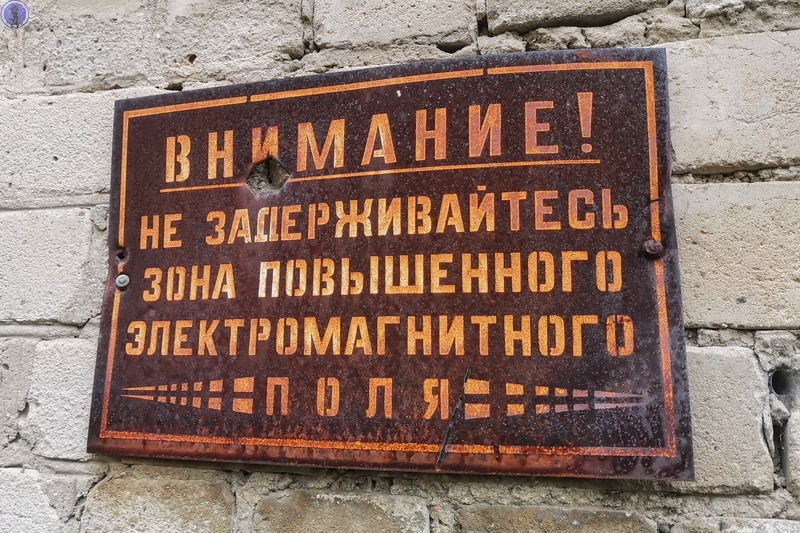 ВНИМАНИЕ!
НЕ ЗАДЕРЖИВАЙТЕСЬ
ЗОНА ПОВЫШЕННОГО
ЭЛЕКТРОМАГНИТНОГО
ПОЛЯ